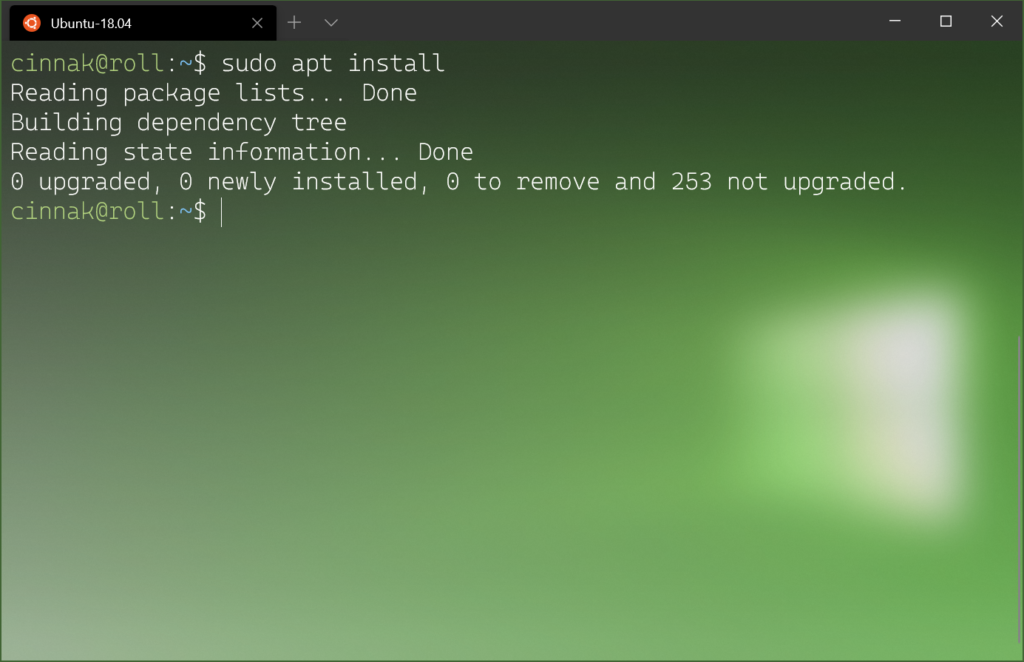 Ubuntu-18.04
cinnak@roll:~$ sudo apt install
Reading package lists... Done
Building dependency tree
Reading state information... Done
0 upgraded, 0 newly installed, 0 to remove and 253 not upgraded.
cinnak@roll:~$